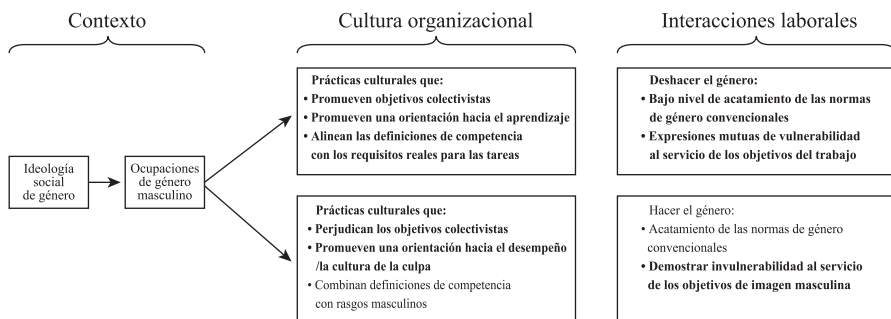 Contexto
Cultura organizacional
Interacciones laborales
Ideología
social
de género
Ocupaciones
de género
masculino
Prácticas culturales que:
• Promueven objetivos colectivistas
• Promueven una orientación hacia el aprendizaje
• Alinean las definiciones de competencia
con los requisitos reales para las tareas
Deshacer el género:
• Bajo nivel de acatamiento de las normas
de género convencionales
• Expresiones mutuas de vulnerabilidad
al servicio de los objetivos del trabajo
Prácticas culturales que:
• Perjudican los objetivos colectivistas
• Promueven una orientación hacia el desempeño
/la cultura de la culpa
• Combinan definiciones de competencia
con rasgos masculinos
Hacer el género:
• Acatamiento de las normas de género
convencionales
• Demostrar invulnerabilidad al servicio
de los objetivos de imagen masculina